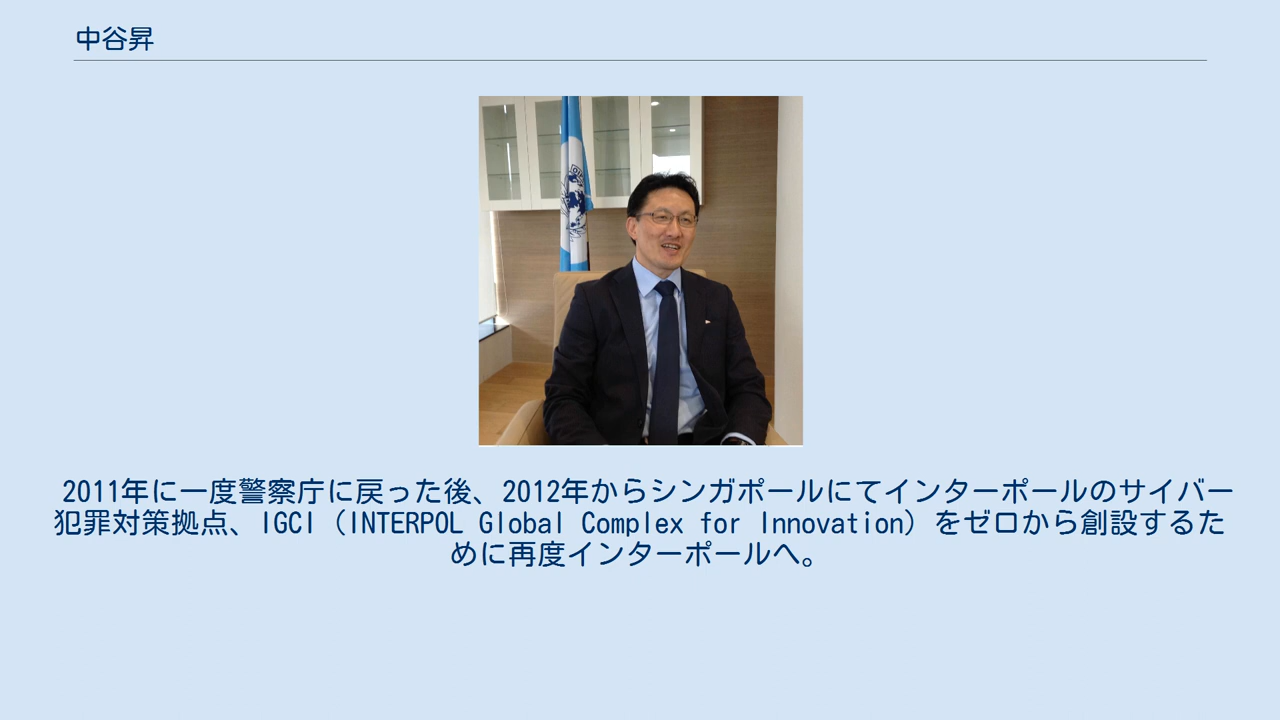 中谷昇
2011年に一度警察庁に戻った後、2012年からシンガポールにてインターポールのサイバー
犯罪対策拠点、IGCI（INTERPOL Global Complex for Innovation）をゼロから創設するた
めに再度インターポールへ。